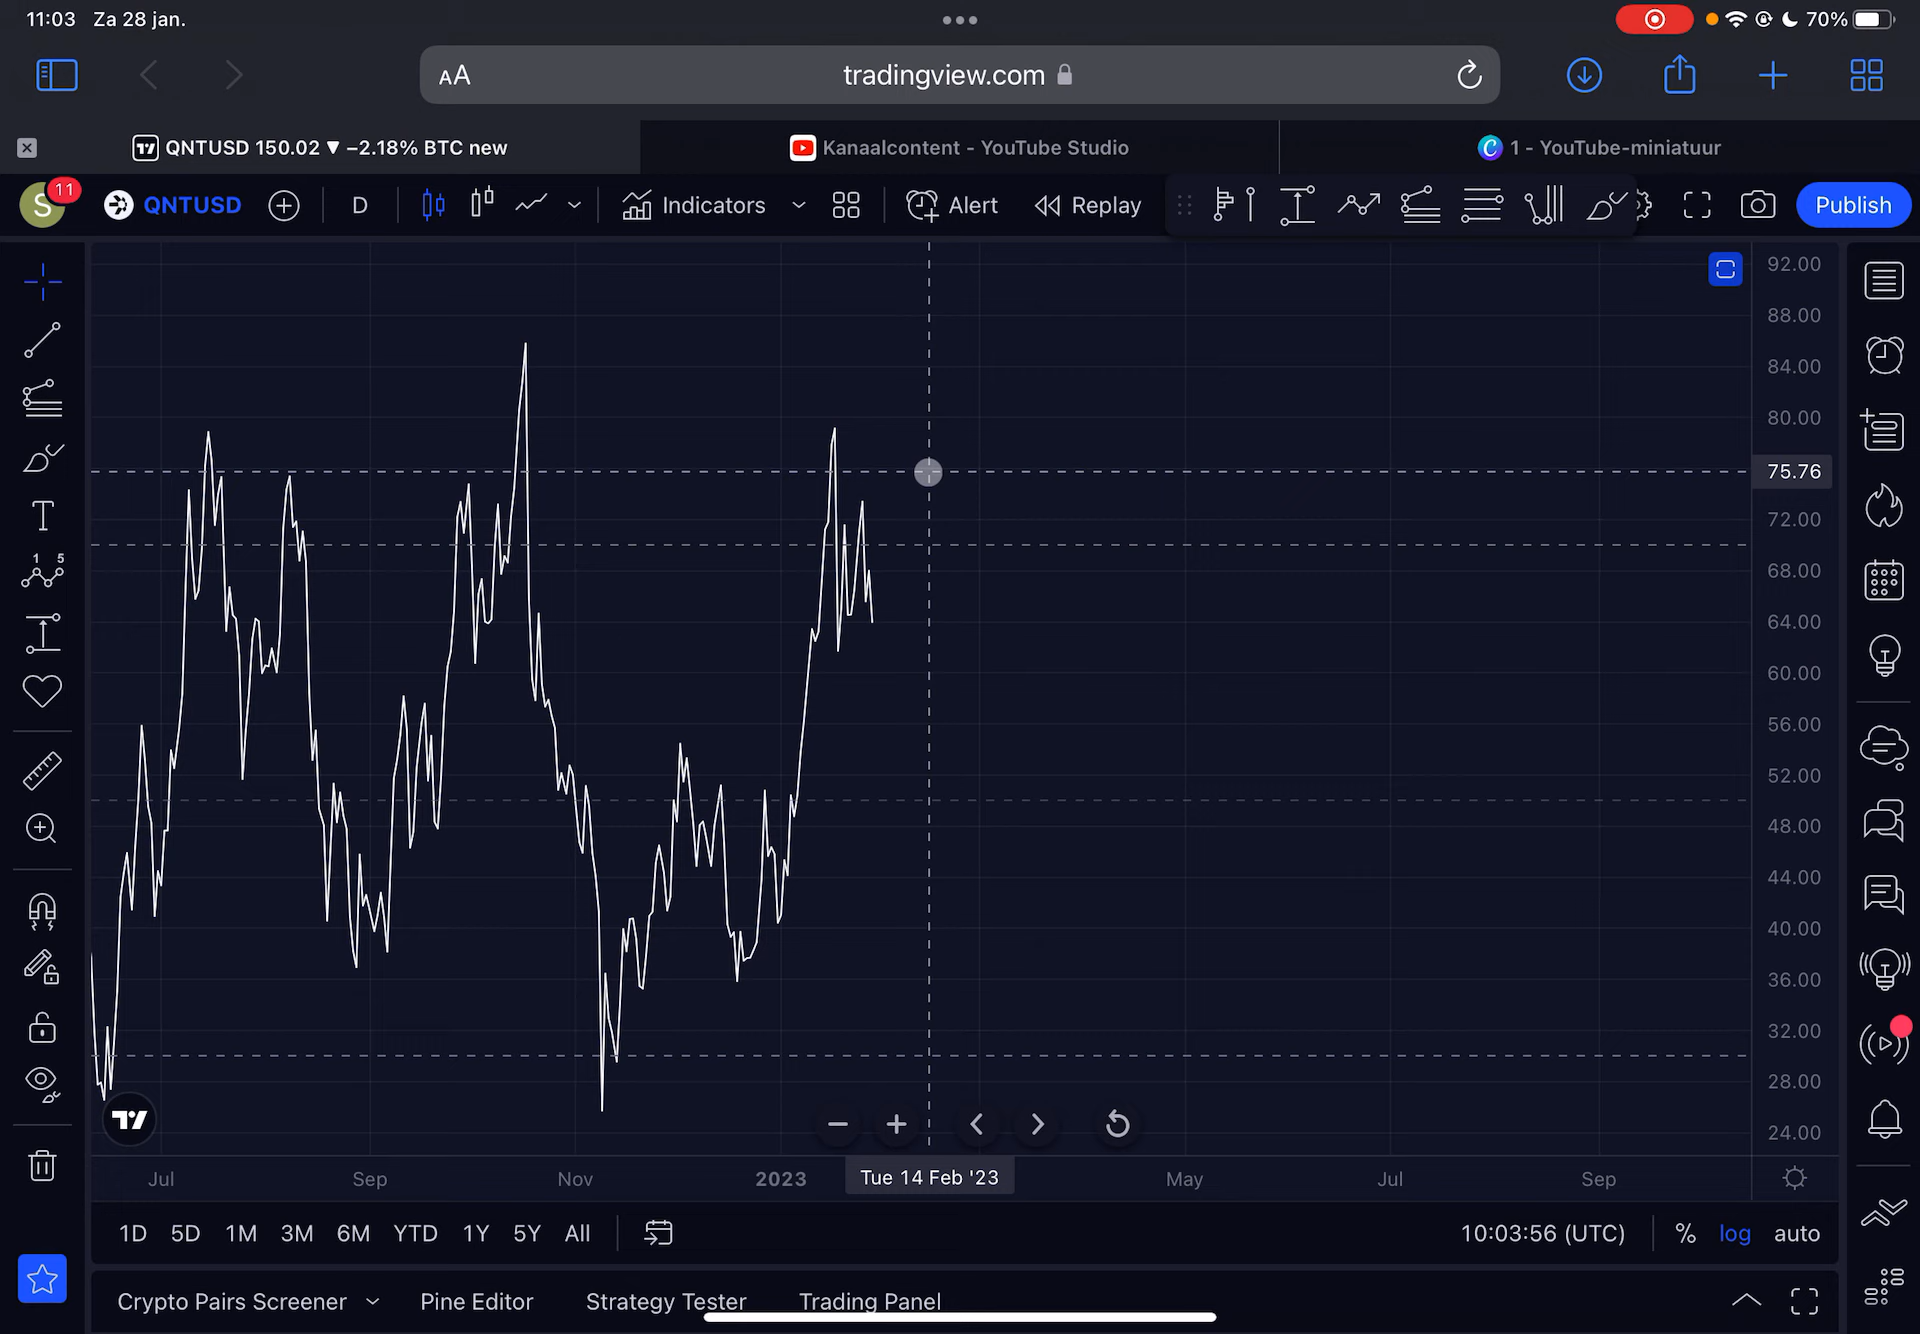 11:03 Za 28 jan.
70%
AA tradingview.com
QNTUSD 150.02 ▼ −2.18% BTC new
Kanaalcontent - YouTube Studio
C 1 - YouTube-miniatuur
S 11 QNTUSD D Indicators Alert Replay Publish
92.00
88.00
84.00
80.00
75.76
72.00
68.00
64.00
60.00
56.00
52.00
48.00
44.00
40.00
36.00
32.00
28.00
24.00
T
1 5
Jul Sep Nov 2023 Tue 14 Feb '23 May Jul Sep
1D 5D 1M 3M 6M YTD 1Y 5Y All 10:03:56 (UTC) % log auto
Crypto Pairs Screener Pine Editor Strategy Tester Trading Panel